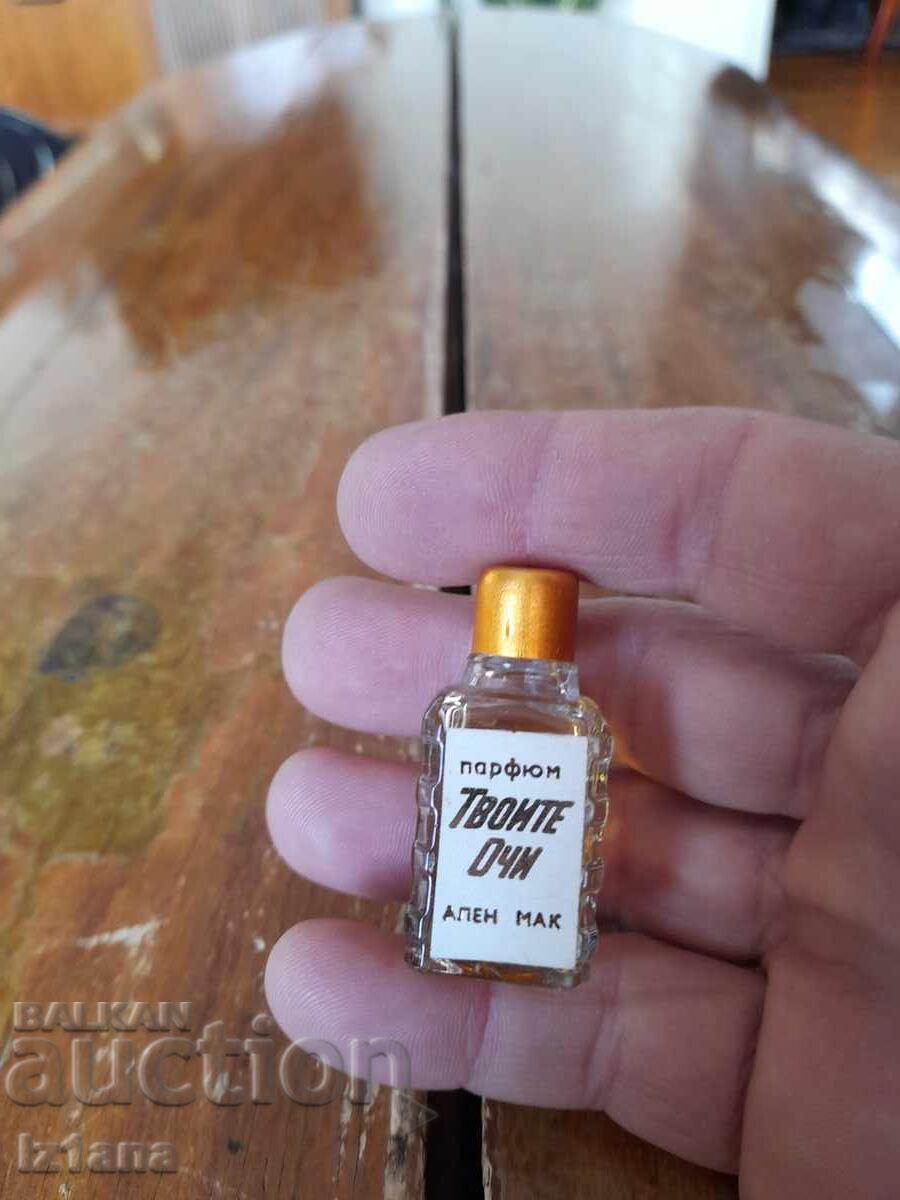 парфюм
ТВОИТЕ
ОЧИ
АЛЕН МАК
BALKAN
auction
iz1ana